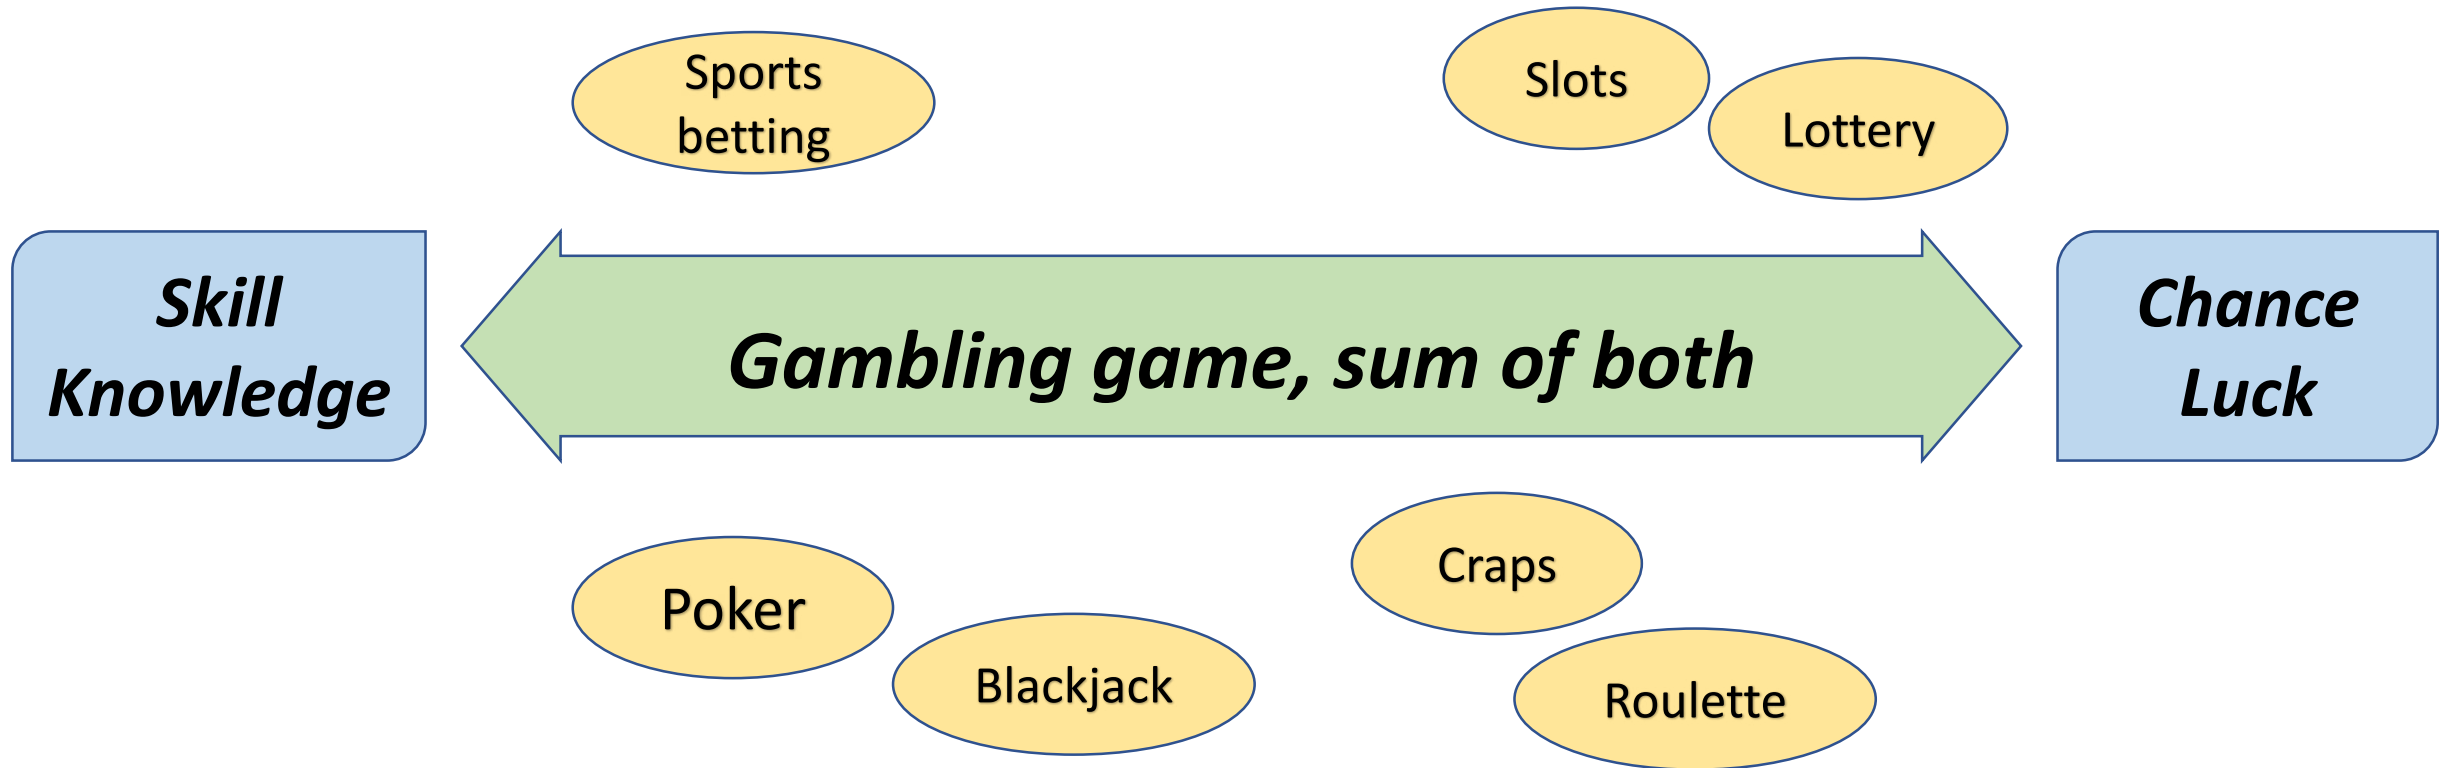 Sports
betting
Slots
Lottery
Skill
Knowledge
Gambling game, sum of both
Chance
Luck
Craps
Poker
Blackjack
Roulette